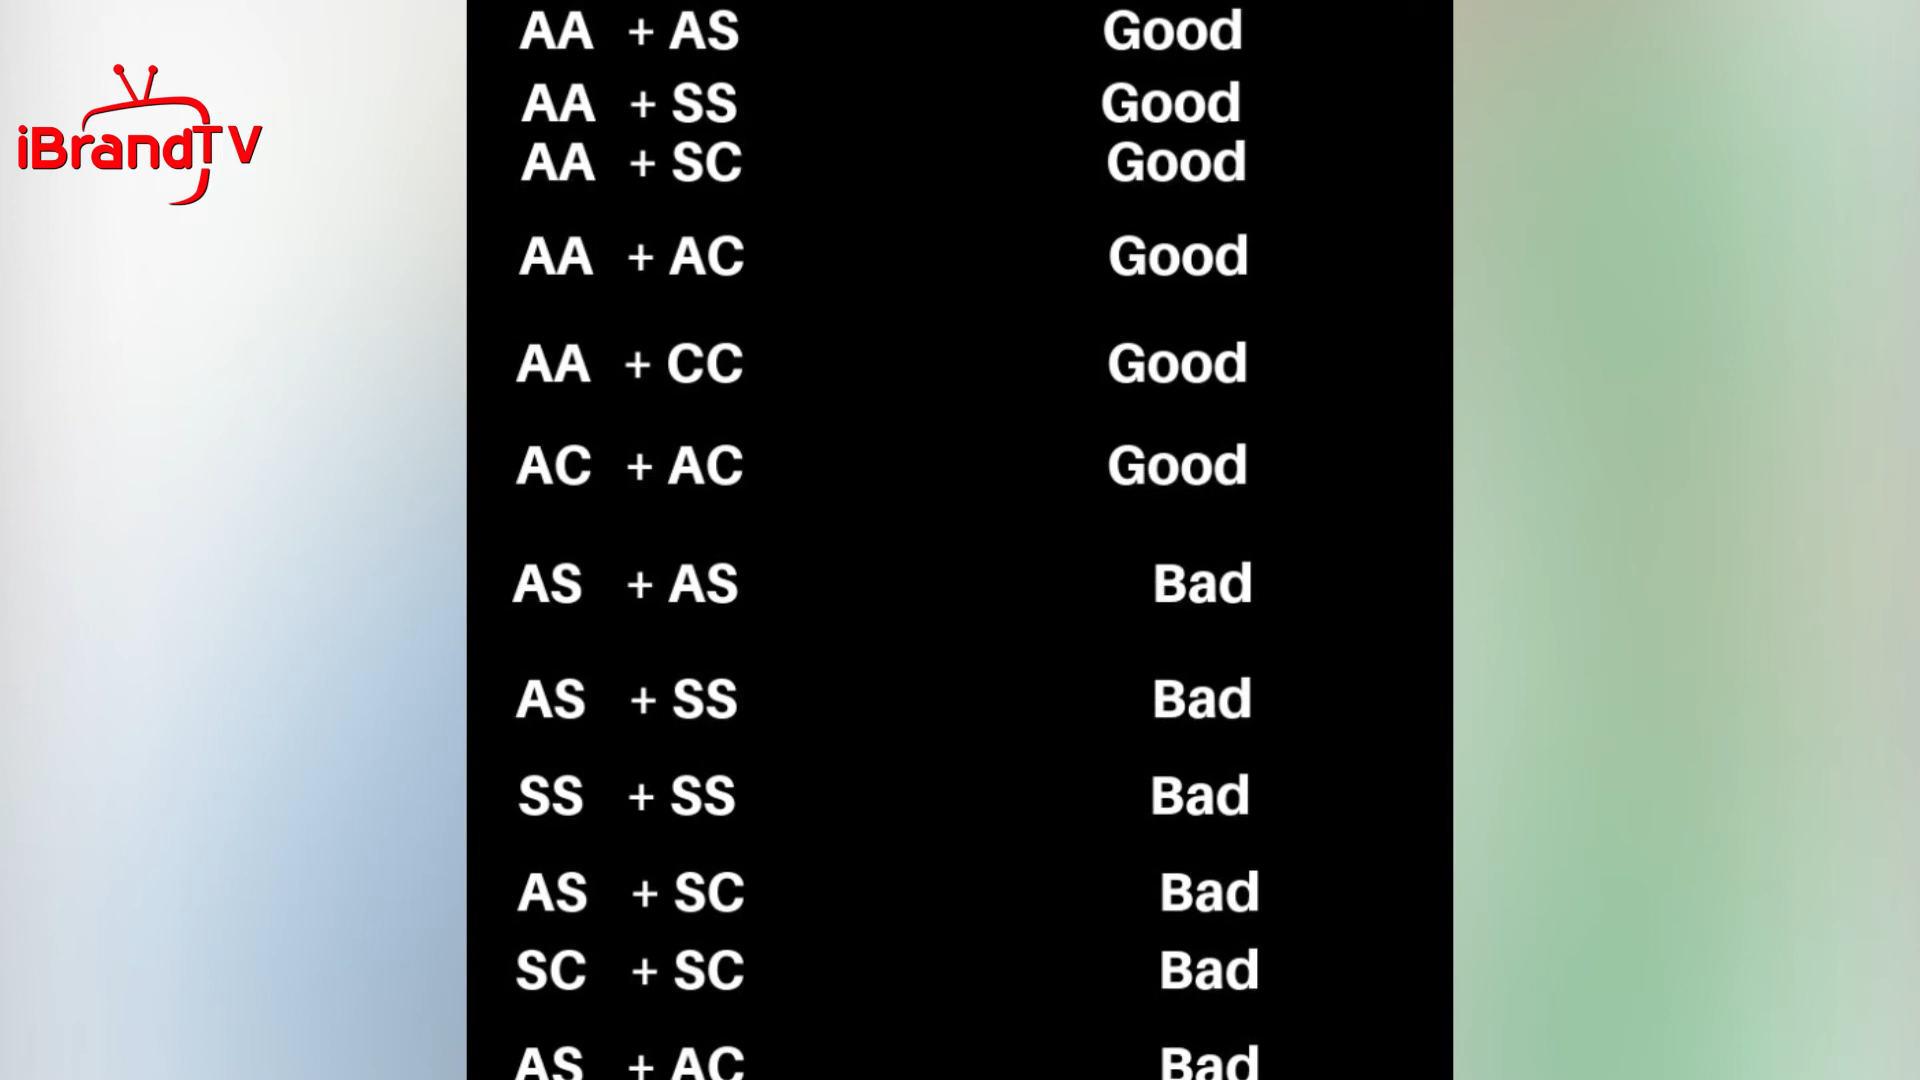 iBrandTV
AA + AS Good
AA + SS Good
AA + SC Good
AA + AC Good
AA + CC Good
AC + AC Good
AS + AS Bad
AS + SS Bad
SS + SS Bad
AS + SC Bad
SC + SC Bad
AS + AC Bad